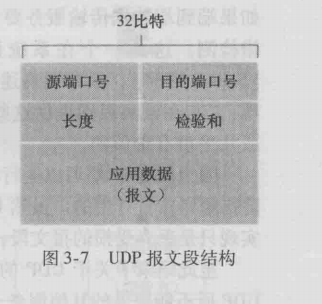 32比特
源端口号 目的端口号
长度 检验和
应用数据
（报文）
图 3-7 UDP 报文段结构